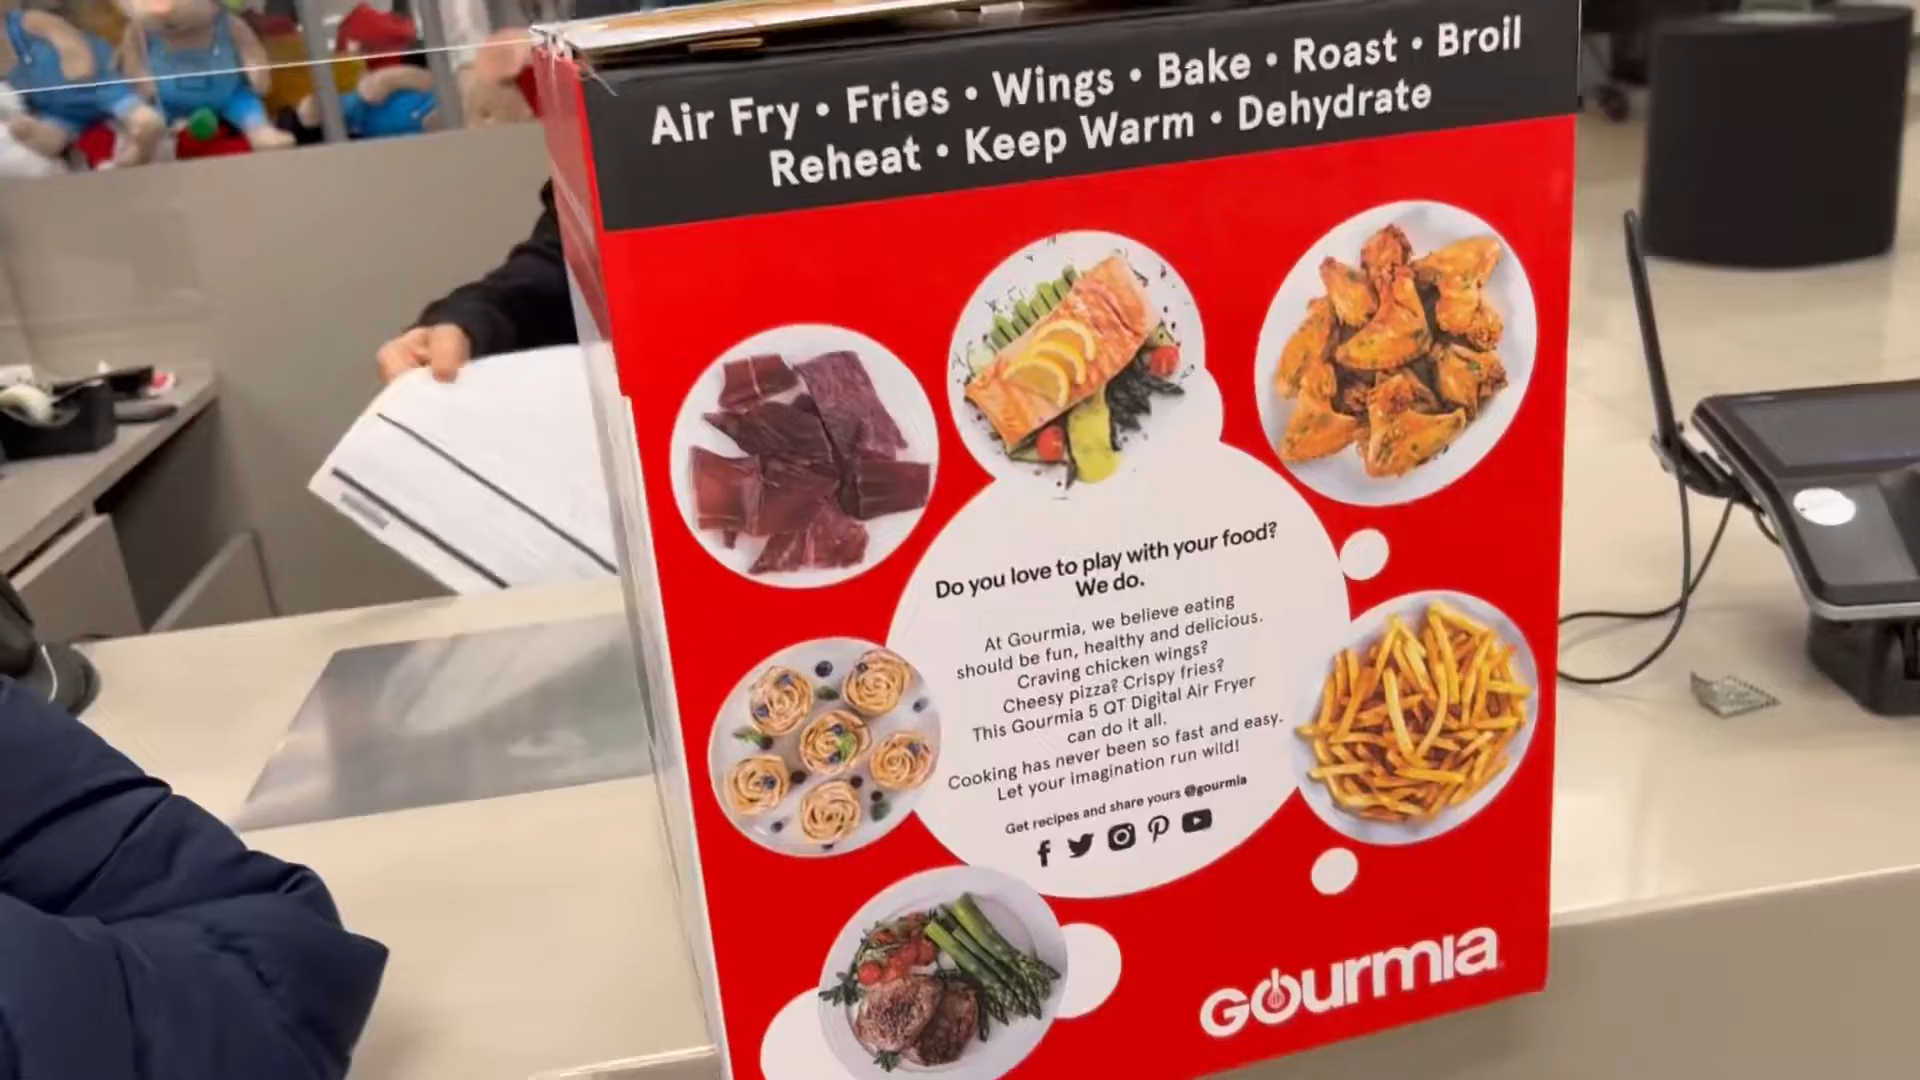 Air Fry • Fries • Wings • Bake • Roast • Broil
Reheat • Keep Warm • Dehydrate
Do you love to play with your food?
We do.
At Gourmia, we believe eating
should be fun, healthy and delicious.
Craving chicken wings?
Cheesy pizza? Crispy fries?
This Gourmia 5 QT Digital Air Fryer
can do it all.
Cooking has never been so fast and easy.
Let your imagination run wild!
Get recipes and share yours @gourmia
Gourmia